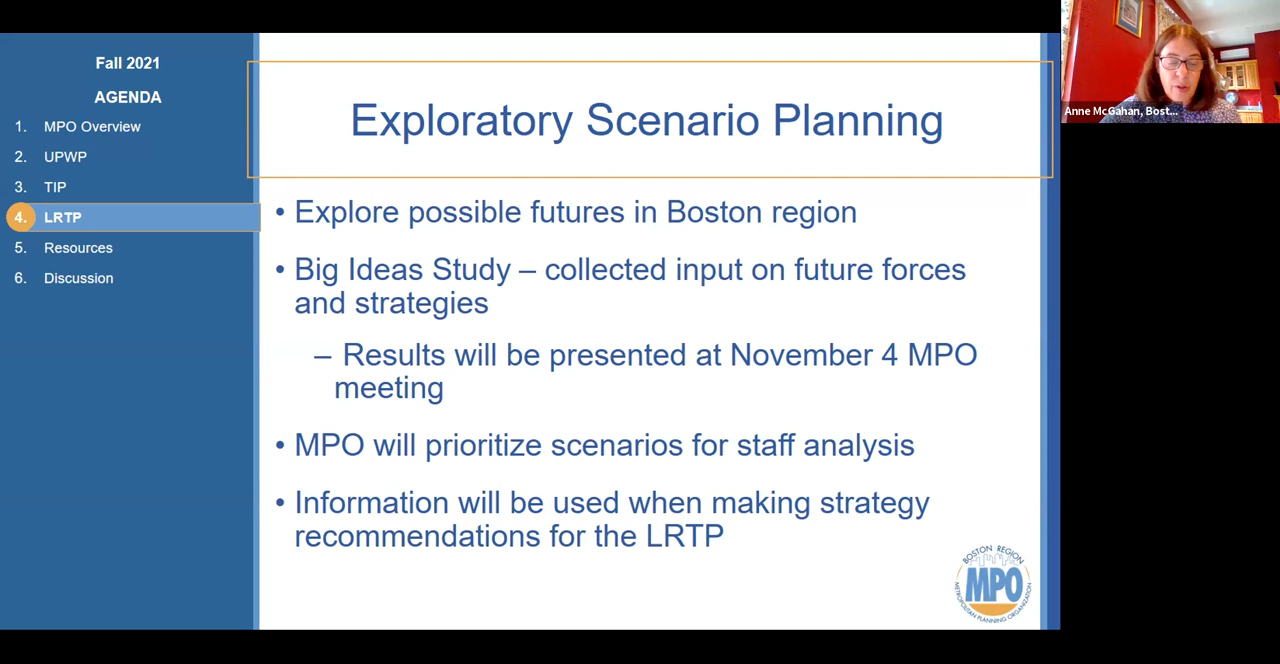 Fall 2021
AGENDA
1. MPO Overview
2. UPWP
3. TIP
4. LRTP
5. Resources
6. Discussion
Exploratory Scenario Planning
• Explore possible futures in Boston region
• Big Ideas Study – collected input on future forces
and strategies
– Results will be presented at November 4 MPO
meeting
• MPO will prioritize scenarios for staff analysis
• Information will be used when making strategy
recommendations for the LRTP
BOSTON REGION
MPO
METROPOLITAN PLANNING ORGANIZATION
Anne McGahan, Bost...